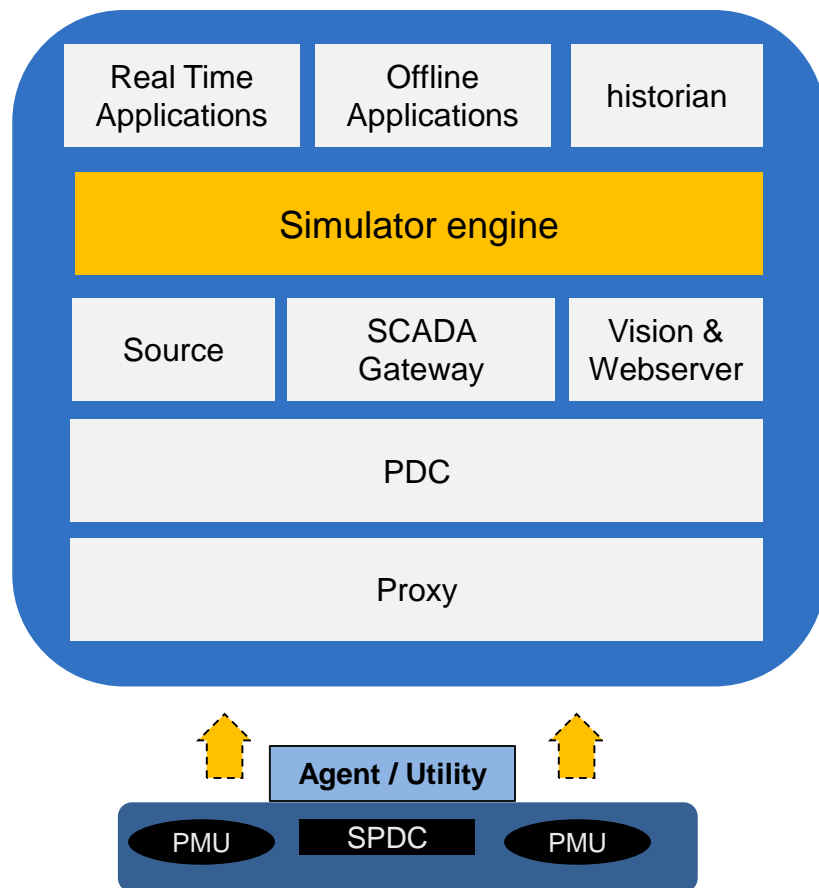 Real Time
Applications
Offline
Applications
historian
Simulator engine
Source
SCADA
Gateway
Vision &
Webserver
PDC
Proxy
Agent / Utility
PMU
SPDC
PMU